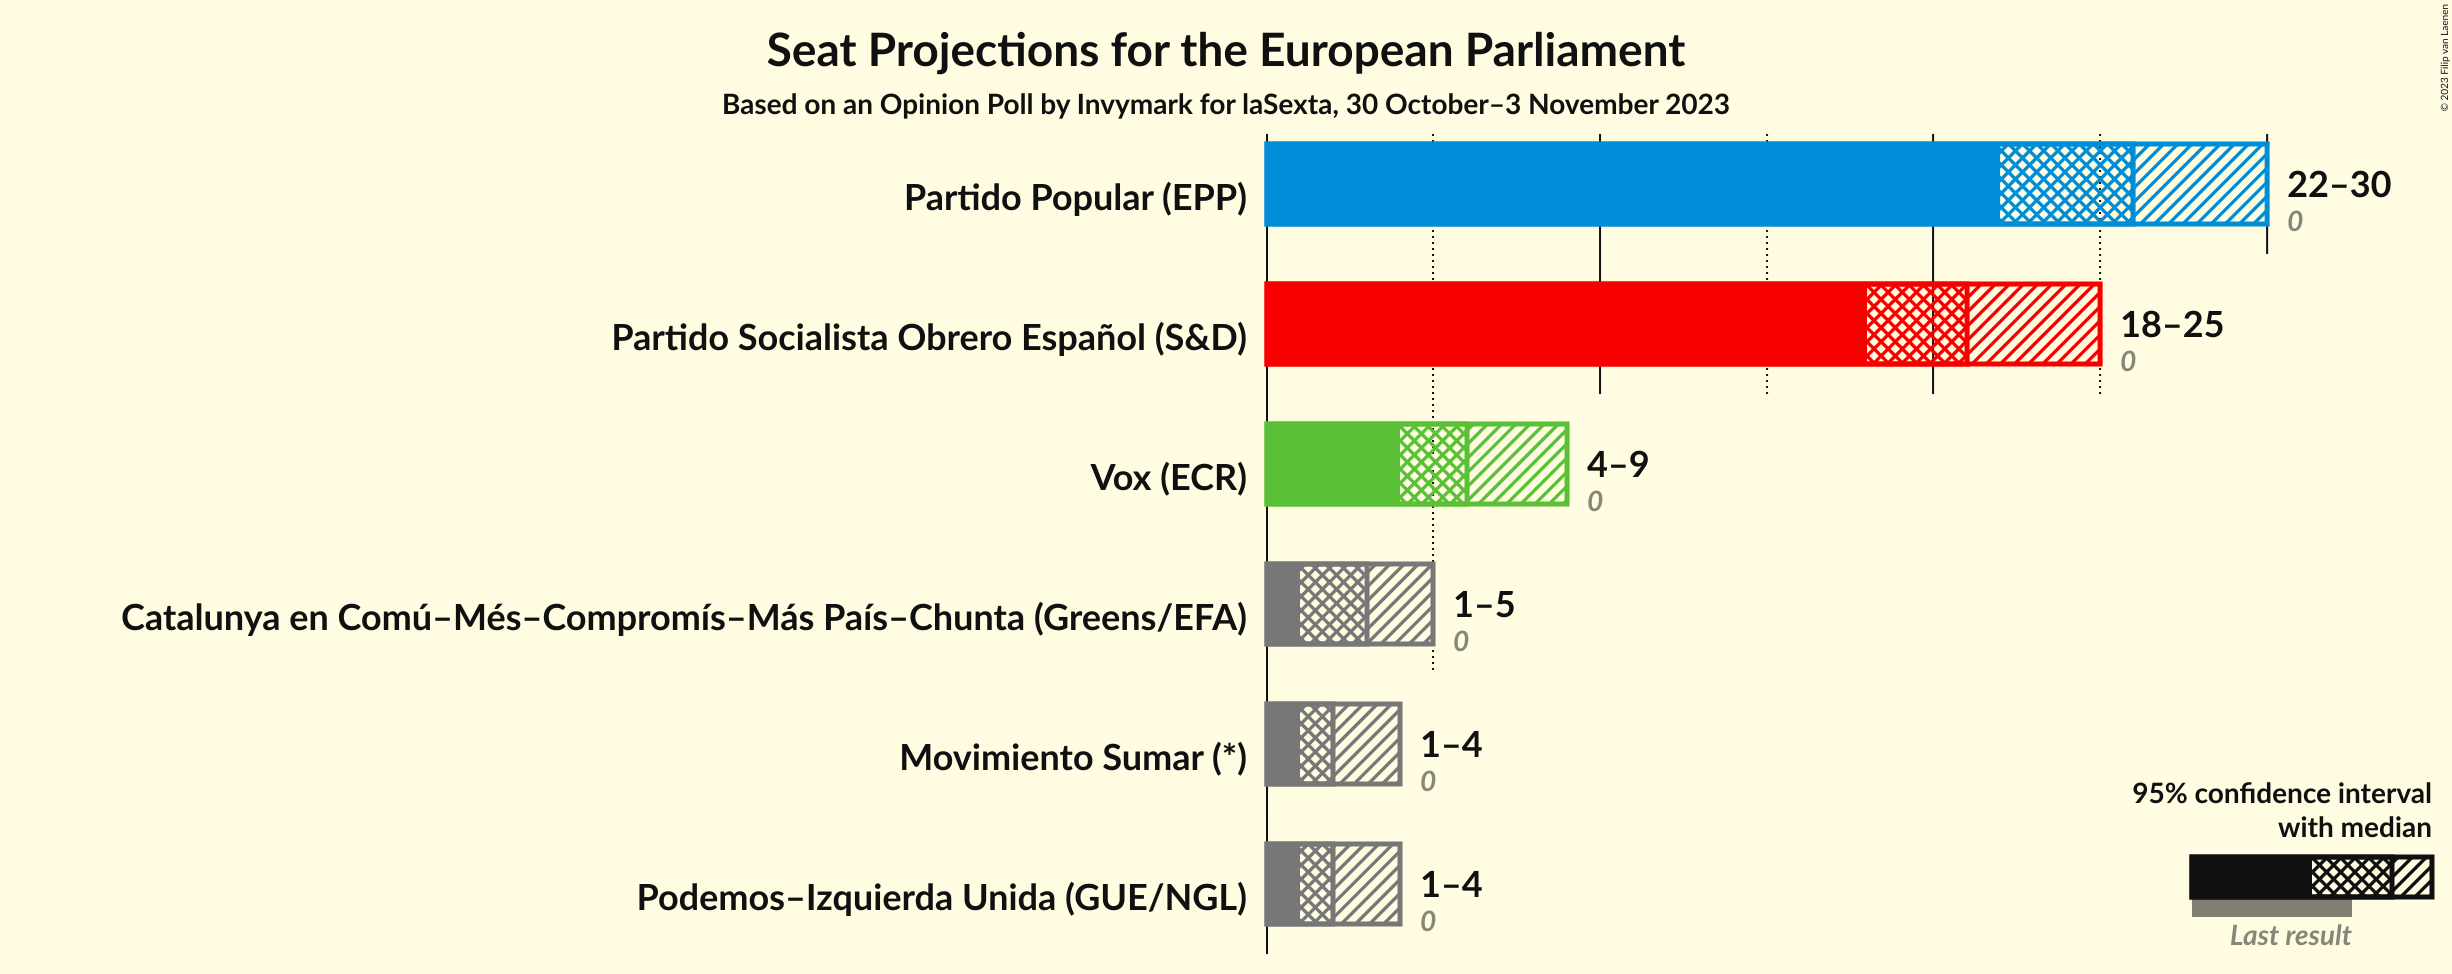 Seat Projections for the European Parliament
Based on an Opinion Poll by Invymark for laSexta, 30 October–3 November 2023
© 2023 Filip van Laenen
Partido Popular (EPP)
22–30
0
Partido Socialista Obrero Español (S&D)
18–25
0
Vox (ECR)
4–9
0
Catalunya en Comú–Més–Compromís–Más País–Chunta (Greens/EFA)
1–5
0
Movimiento Sumar (*)
1–4
0
Podemos–Izquierda Unida (GUE/NGL)
1–4
0
95% confidence interval
with median
Last result